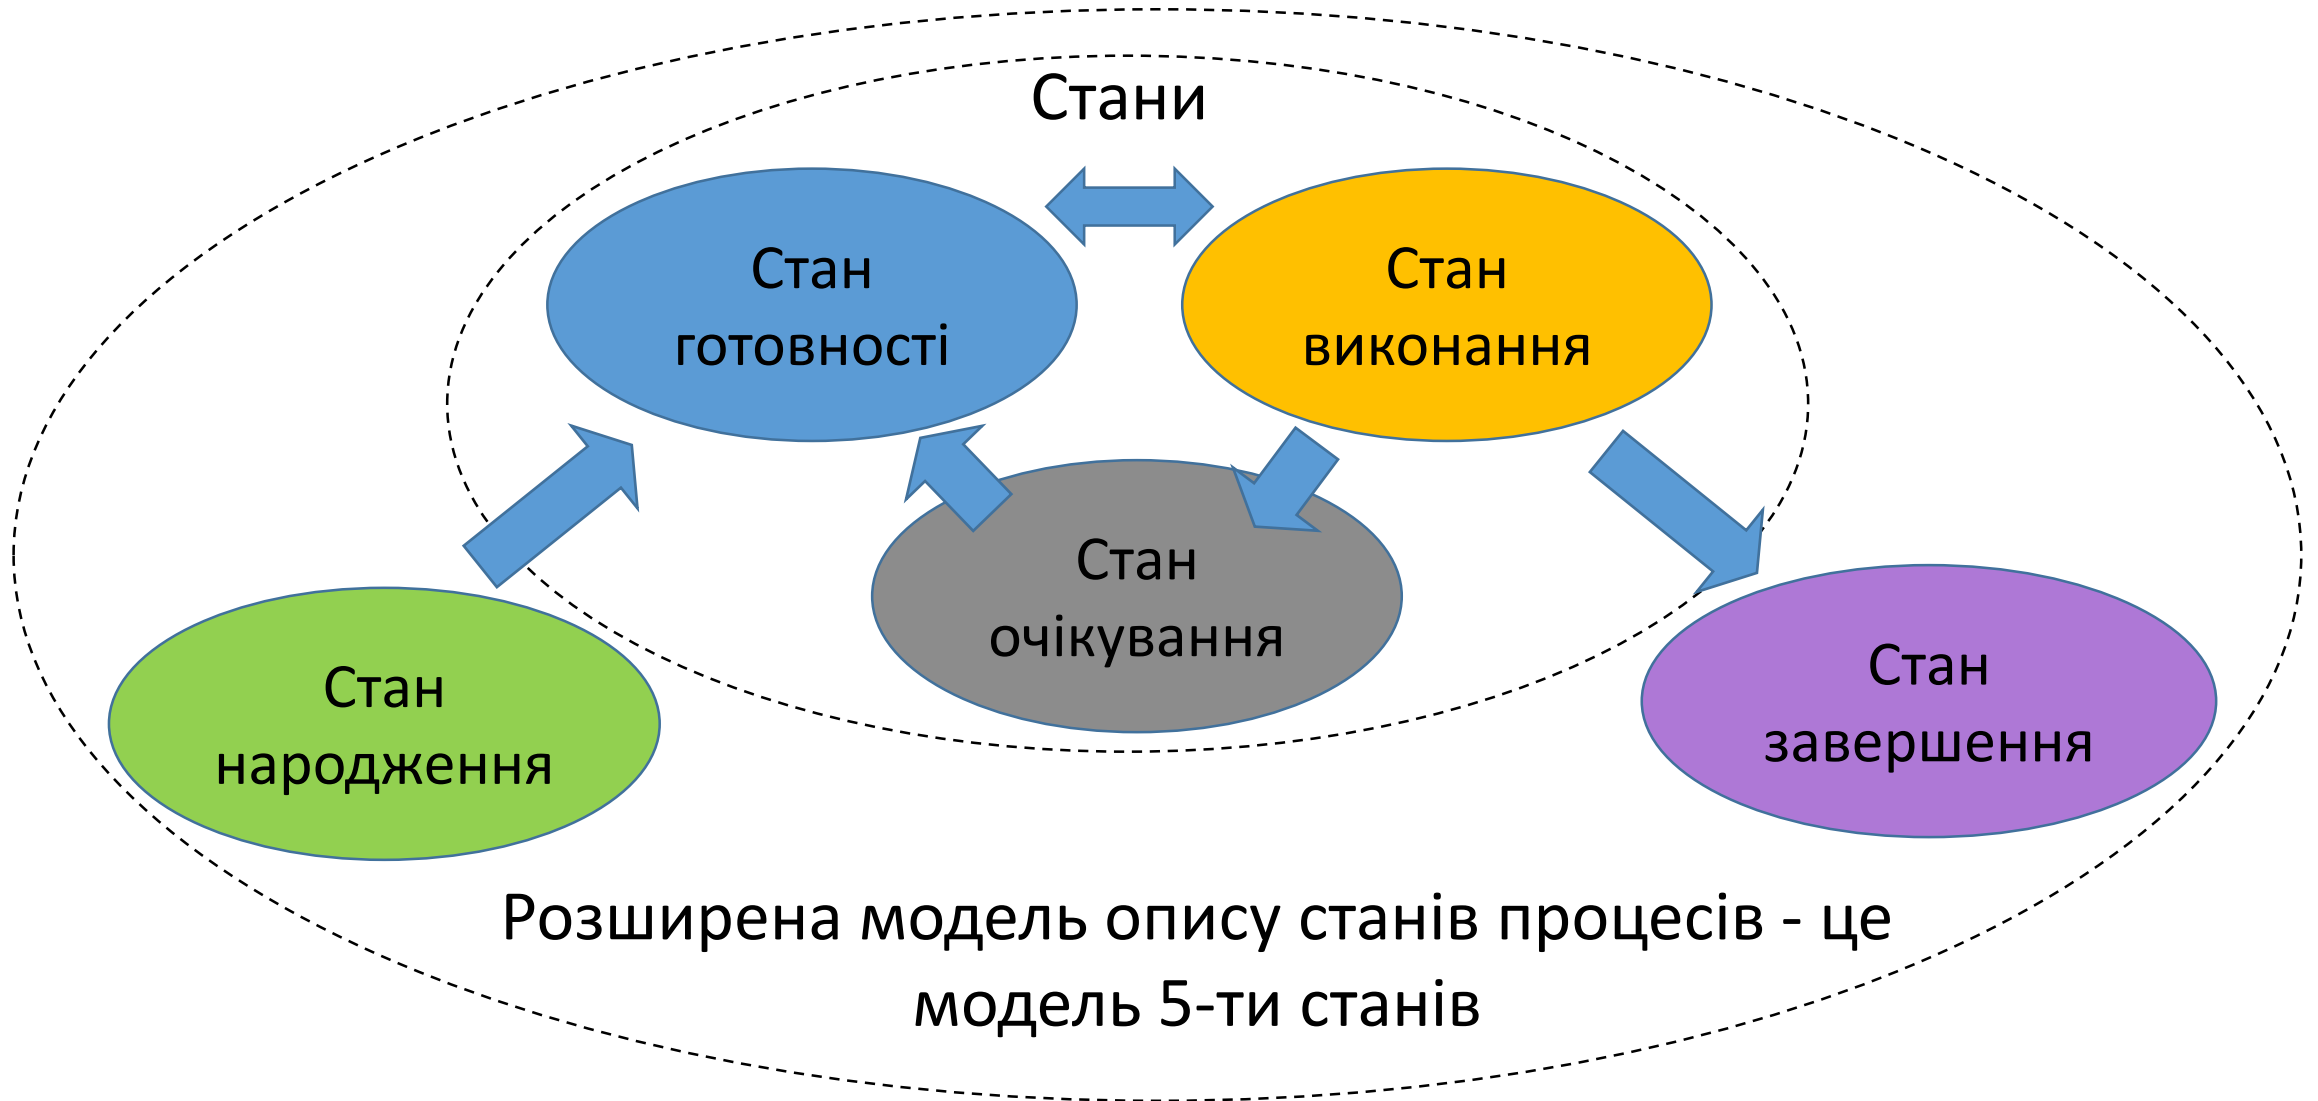 Стани
Стан
готовності
Стан
виконання
Стан
очікування
Стан
народження
Стан
завершення
Розширена модель опису станів процесів - це
модель 5-ти станів